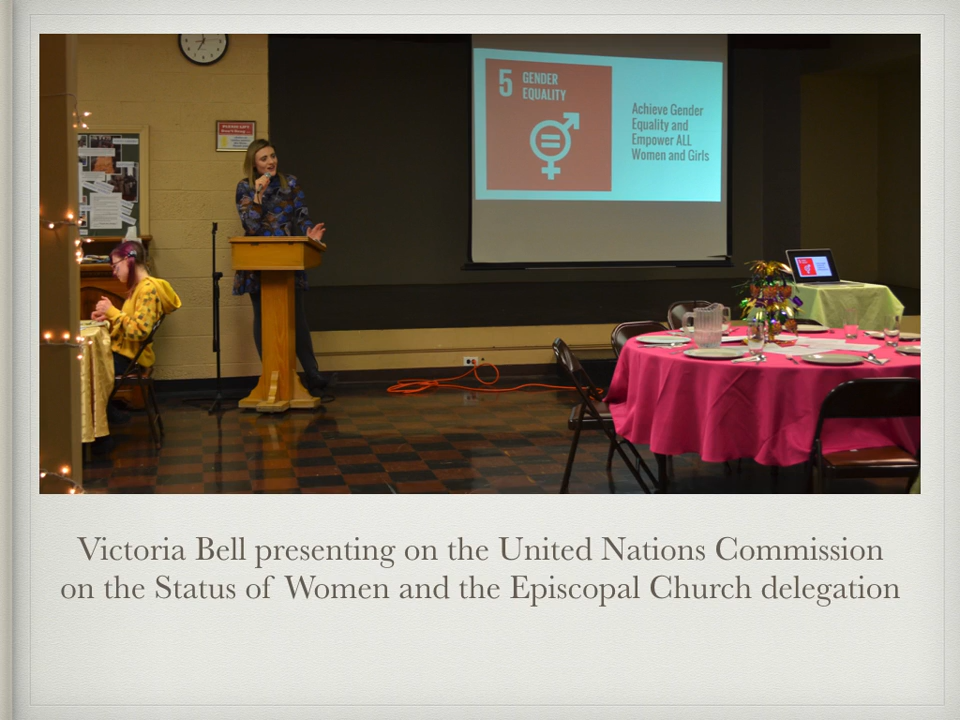 5 GENDER
EQUALITY
Achieve Gender
Equality and
Empower ALL
Women and Girls
Victoria Bell presenting on the United Nations Commission
on the Status of Women and the Episcopal Church delegation